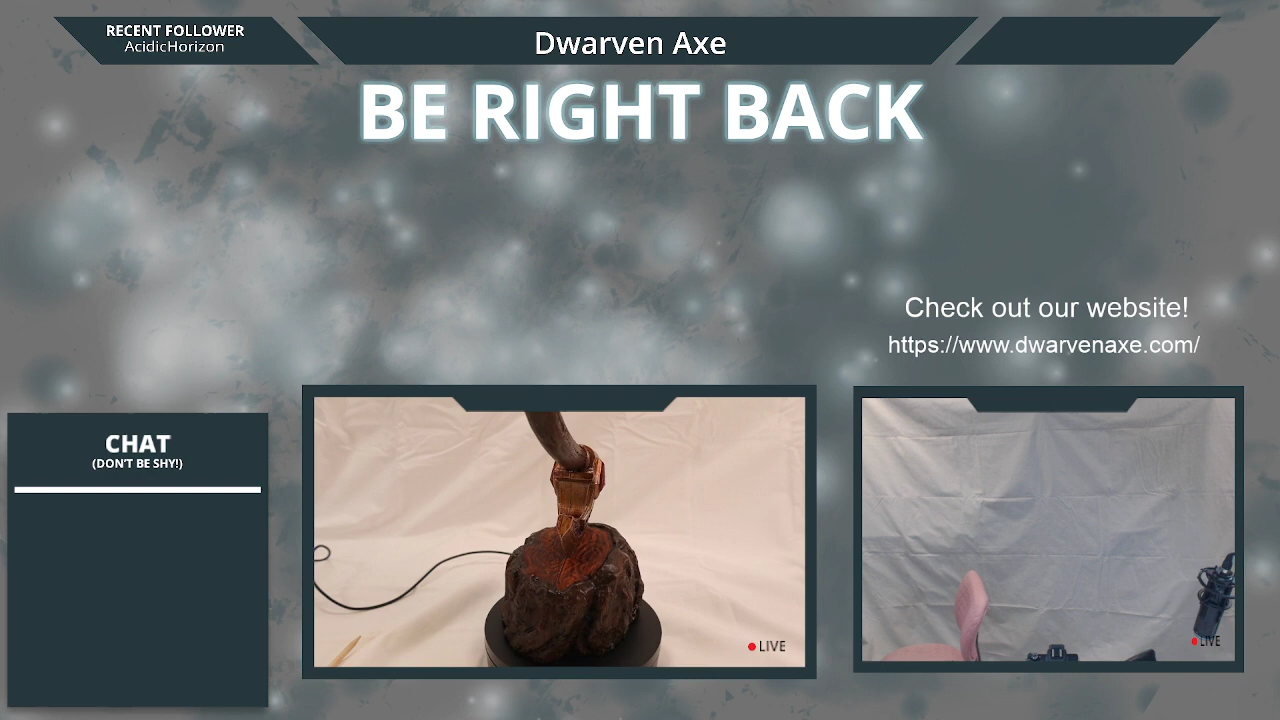 RECENT FOLLOWER
AcidicHorizon
Dwarven Axe
BE RIGHT BACK
Check out our website!
https://www.dwarvenaxe.com/
CHAT
(DON'T BE SHY!)
LIVE
LIVE